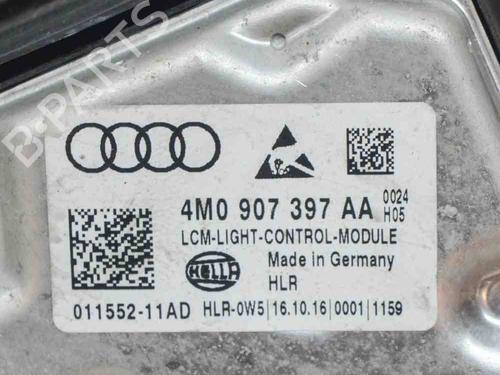 B-PARTS
4M0 907 397 AA 0024 H05
LCM-LIGHT-CONTROL-MODULE
HELLA
Made in Germany
HLR
011552-11AD HLR-0W5|16.10.16|0001|1159